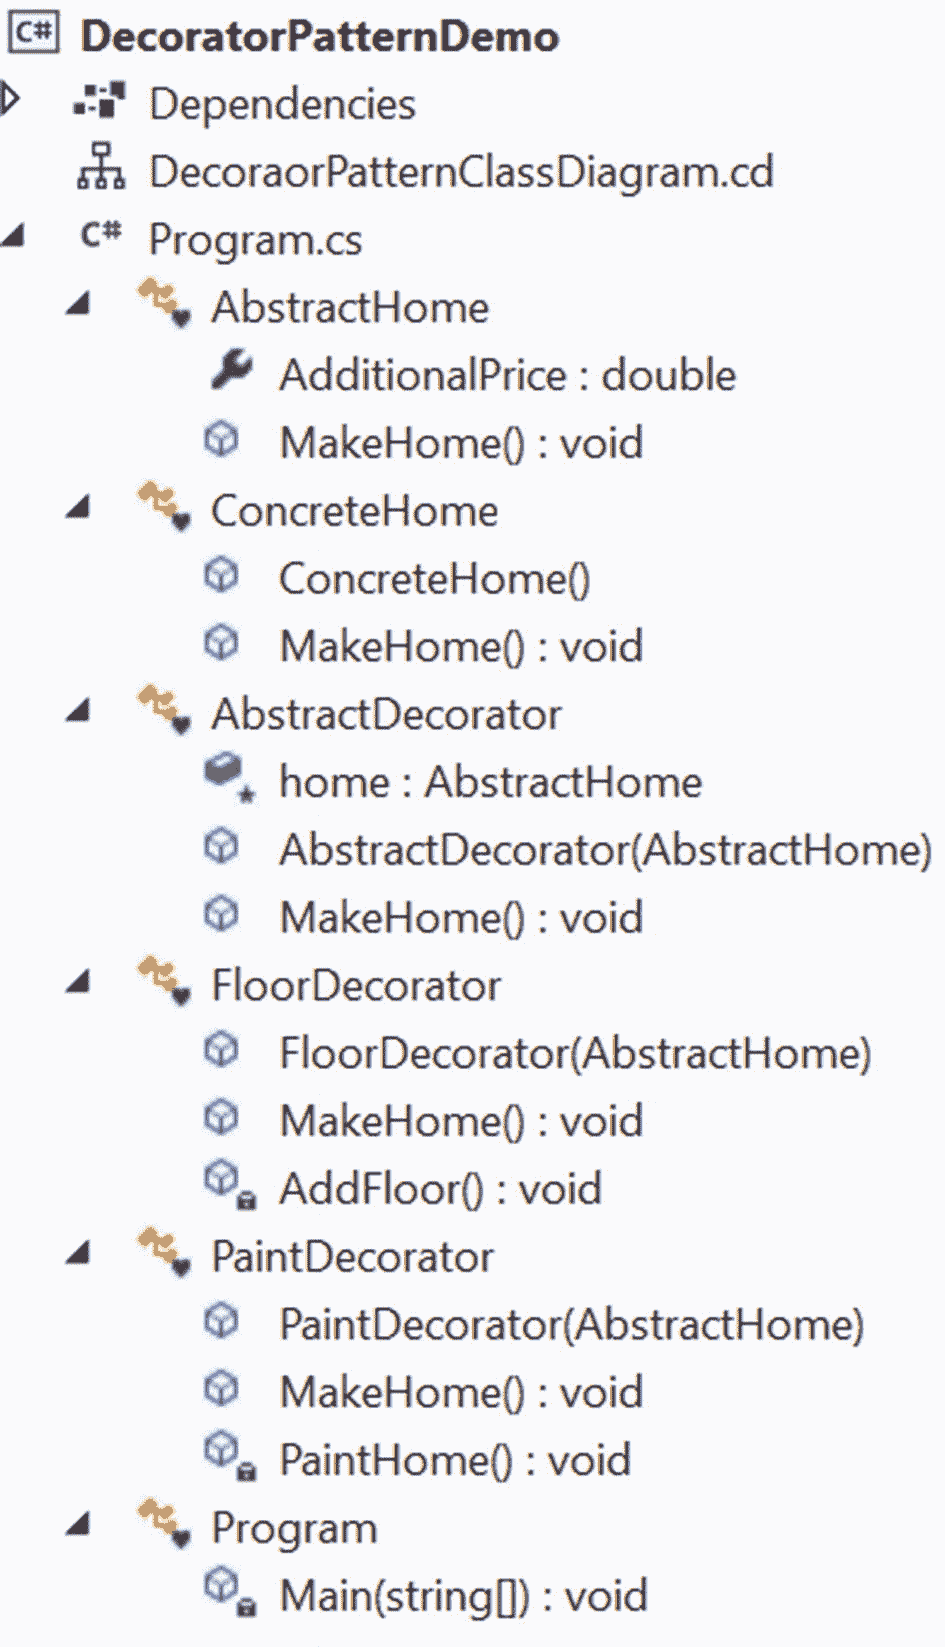 C# DecoratorPatternDemo
Dependencies
DecoraorPatternClassDiagram.cd
C# Program.cs
AbstractHome
AdditionalPrice : double
MakeHome() : void
ConcreteHome
ConcreteHome()
MakeHome() : void
AbstractDecorator
home : AbstractHome
AbstractDecorator(AbstractHome)
MakeHome() : void
FloorDecorator
FloorDecorator(AbstractHome)
MakeHome() : void
AddFloor() : void
PaintDecorator
PaintDecorator(AbstractHome)
MakeHome() : void
PaintHome() : void
Program
Main(string[]) : void